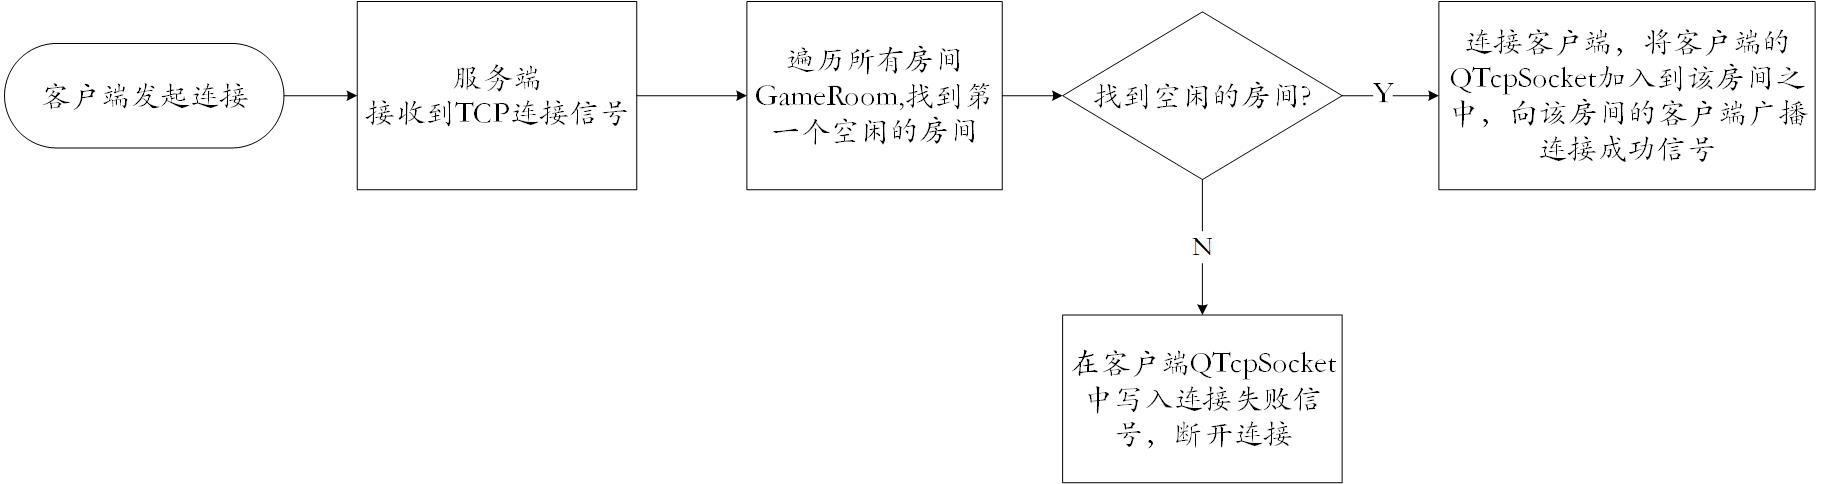 客户端发起连接
服务端
接收到TCP连接信号
遍历所有房间
GameRoom,找到第
一个空闲的房间
找到空闲的房间?
Y
连接客户端，将客户端的
QTcpSocket加入到该房间之
中，向该房间的客户端广播
连接成功信号
N
在客户端QTcpSocket
中写入连接失败信
号，断开连接